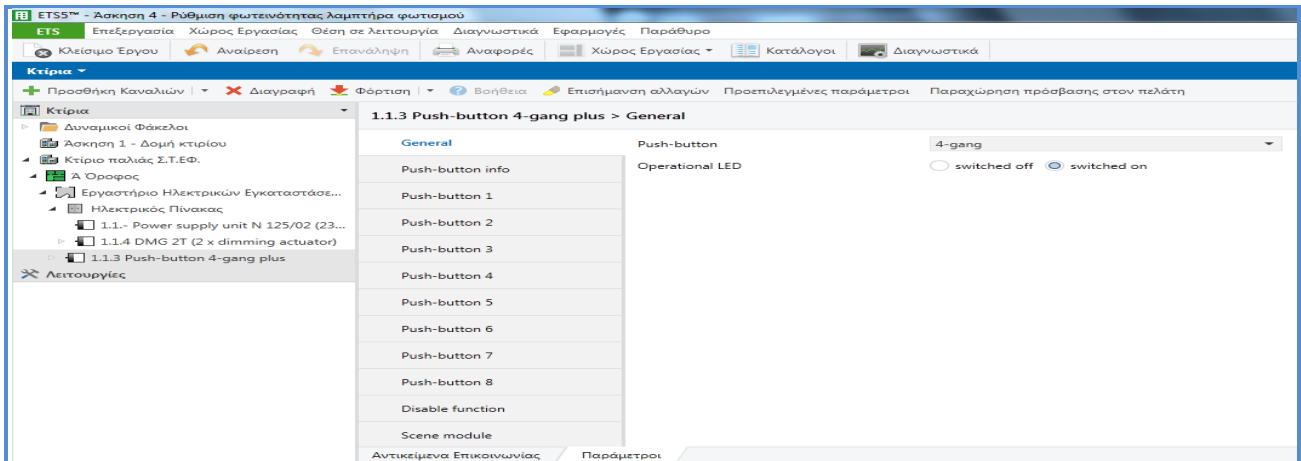 ETS5™ - Άσκηση 4 - Ρύθμιση φωτεινότητας λαμπτήρα φωτισμού
ETS Επεξεργασία Χώρος Εργασίας Θέση σε λειτουργία Διαγνωστικά Εφαρμογές Παράθυρο
Κλείσιμο Έργου Αναίρεση Επανάληψη Αναφορές Χώρος Εργασίας Κατάλογοι Διαγνωστικά
Κτίρια
Προσθήκη Καναλιών Διαγραφή Φόρτιση Βοήθεια Επισήμανση αλλαγών Προεπιλεγμένες παράμετροι Παραχώρηση πρόσβασης στον πελάτη
Κτίρια
Δυναμικοί Φάκελοι
Άσκηση 1 - Δομή κτιρίου
Κτίριο παλιάς Σ.Τ.ΕΦ.
Ά Όροφος
Εργαστήριο Ηλεκτρικών Εγκαταστάσε...
Ηλεκτρικός Πίνακας
1.1.- Power supply unit N 125/02 (23...
1.1.4 DMG 2T (2 x dimming actuator)
1.1.3 Push-button 4-gang plus
Λειτουργίες
1.1.3 Push-button 4-gang plus > General
General
Push-button info
Push-button 1
Push-button 2
Push-button 3
Push-button 4
Push-button 5
Push-button 6
Push-button 7
Push-button 8
Disable function
Scene module
Push-button 4-gang
Operational LED switched off switched on
Αντικείμενα Επικοινωνίας Παράμετροι